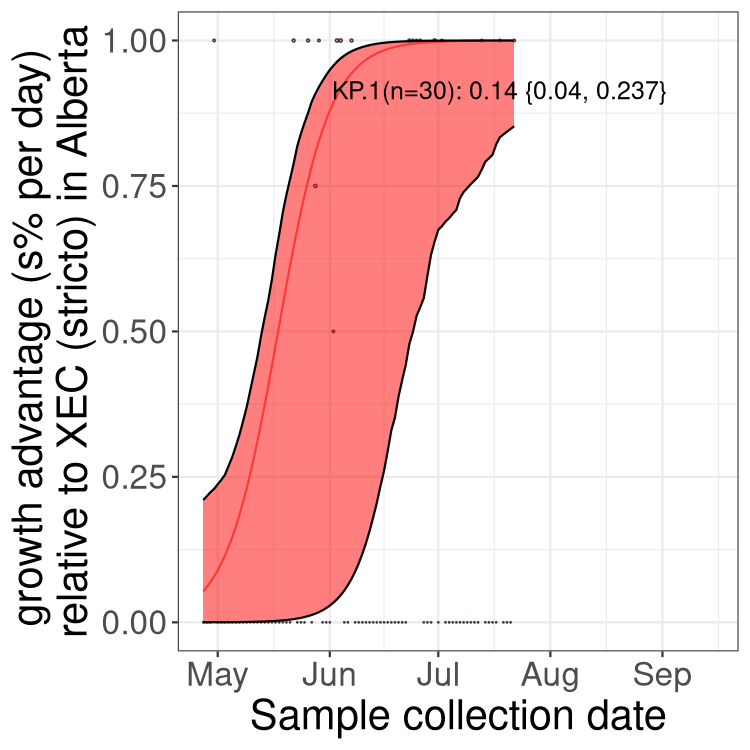 growth advantage (s% per day)
relative to XEC (stricto) in Alberta
1.00
0.75
0.50
0.25
0.00
KP.1(n=30): 0.14 {0.04, 0.237}
May Jun Jul Aug Sep
Sample collection date